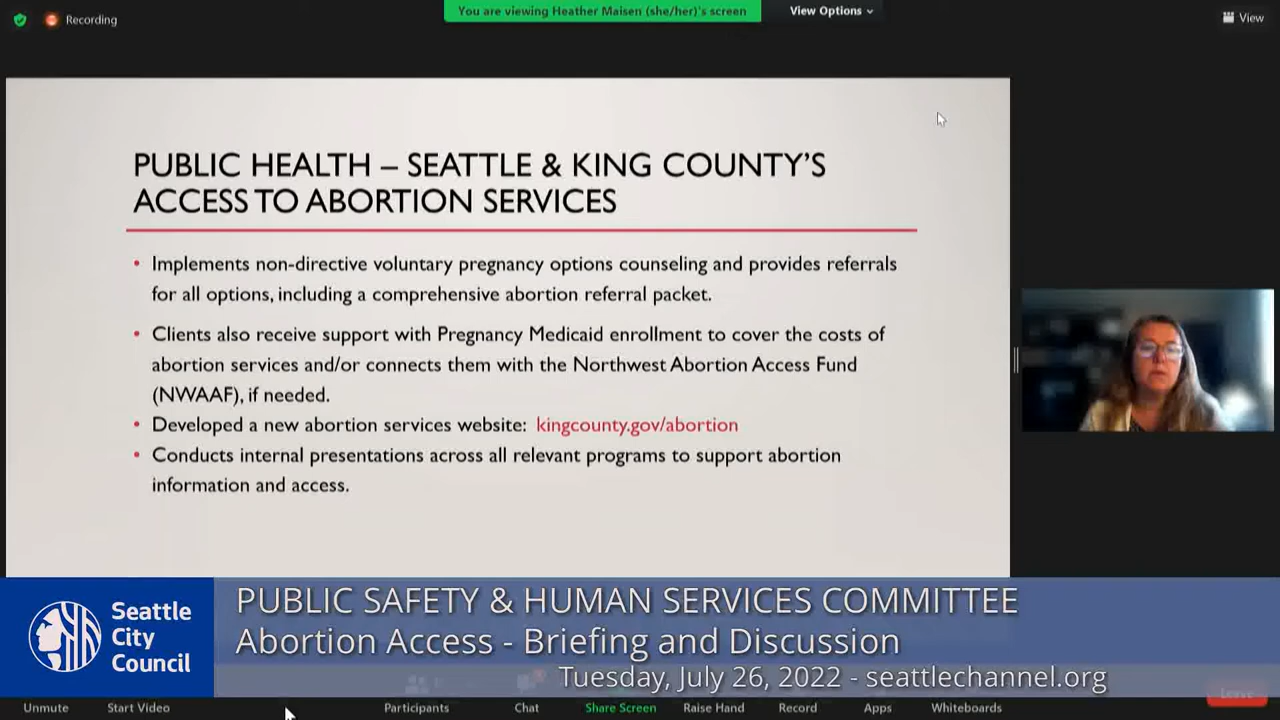 Recording
You are viewing Heather Maisen (she/her)'s screen
View Options
View
PUBLIC HEALTH – SEATTLE & KING COUNTY'S
ACCESS TO ABORTION SERVICES
• Implements non-directive voluntary pregnancy options counseling and provides referrals
for all options, including a comprehensive abortion referral packet.
• Clients also receive support with Pregnancy Medicaid enrollment to cover the costs of
abortion services and/or connects them with the Northwest Abortion Access Fund
(NWAAF), if needed.
• Developed a new abortion services website: kingcounty.gov/abortion
• Conducts internal presentations across all relevant programs to support abortion
information and access.
Seattle
City
Council
PUBLIC SAFETY & HUMAN SERVICES COMMITTEE
Abortion Access - Briefing and Discussion
Tuesday, July 26, 2022 - seattlechannel.org
Unmute
Start Video
Participants
Chat
Share Screen
Raise Hand
Record
Apps
Whiteboards
Leave